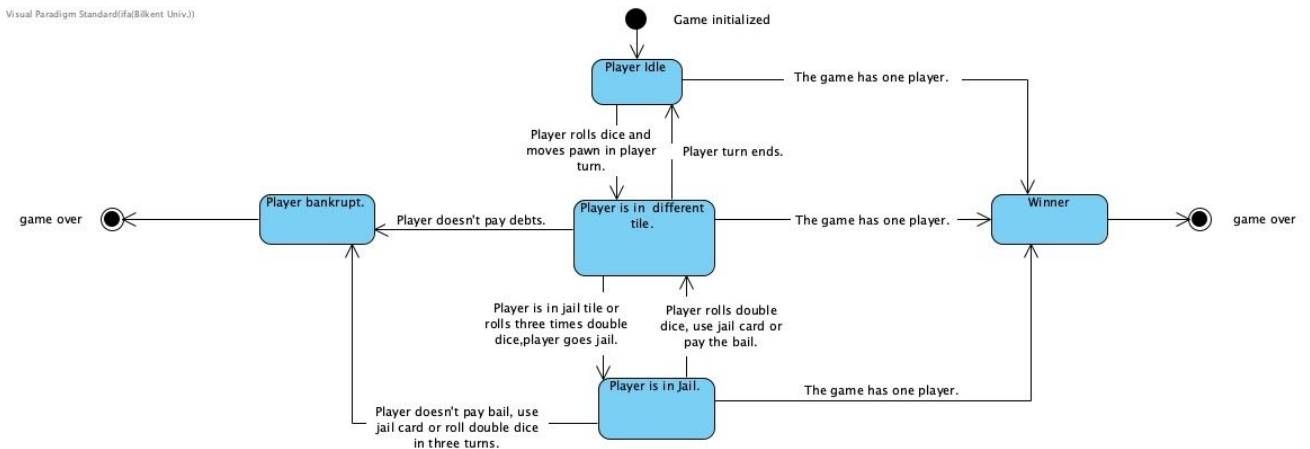 Visual Paradigm Standard(ifa(Bilkent Univ.))
Game initialized
Player Idle
The game has one player.
Player rolls dice and
moves pawn in player
turn.
Player turn ends.
Player bankrupt.
Player is in different
tile.
Winner
game over
Player doesn't pay debts.
The game has one player.
game over
Player is in jail tile or
rolls three times double
dice,player goes jail.
Player rolls double
dice, use jail card or
pay the bail.
Player is in Jail.
The game has one player.
Player doesn't pay bail, use
jail card or roll double dice
in three turns.